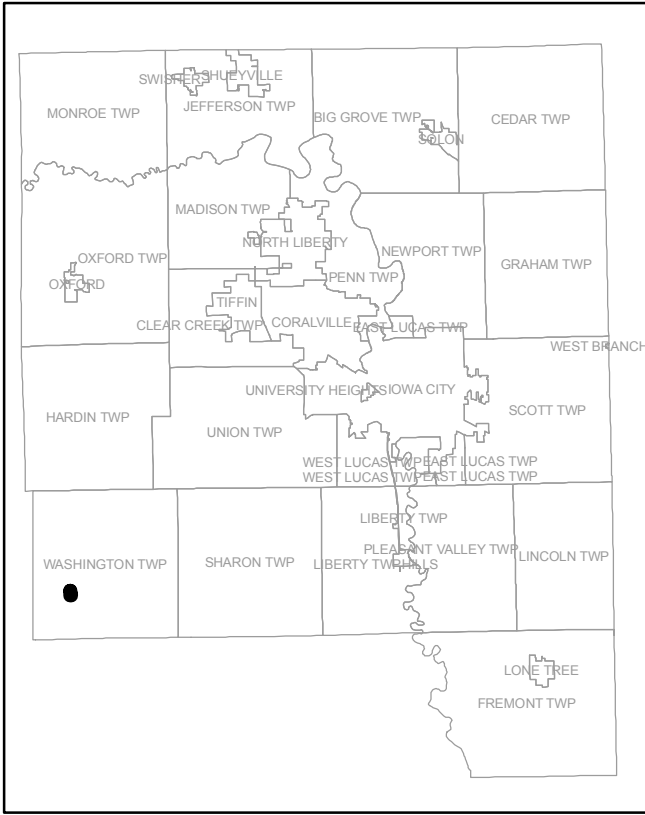 SWISHER
SHUEYVILLE
MONROE TWP
JEFFERSON TWP
BIG GROVE TWP
CEDAR TWP
SOLON
MADISON TWP
NORTH LIBERTY
OXFORD TWP
NEWPORT TWP
GRAHAM TWP
PENN TWP
OXFORD
TIFFIN
CLEAR CREEK TWP
CORALVILLE
EAST LUCAS TWP
WEST BRANCH
UNIVERSITY HEIGHTS
IOWA CITY
HARDIN TWP
SCOTT TWP
UNION TWP
WEST LUCAS TWP
EAST LUCAS TWP
WEST LUCAS TWP
EAST LUCAS TWP
LIBERTY TWP
PLEASANT VALLEY TWP
WASHINGTON TWP
SHARON TWP
LIBERTY TWP
HILLS
LINCOLN TWP
LONE TREE
FREMONT TWP